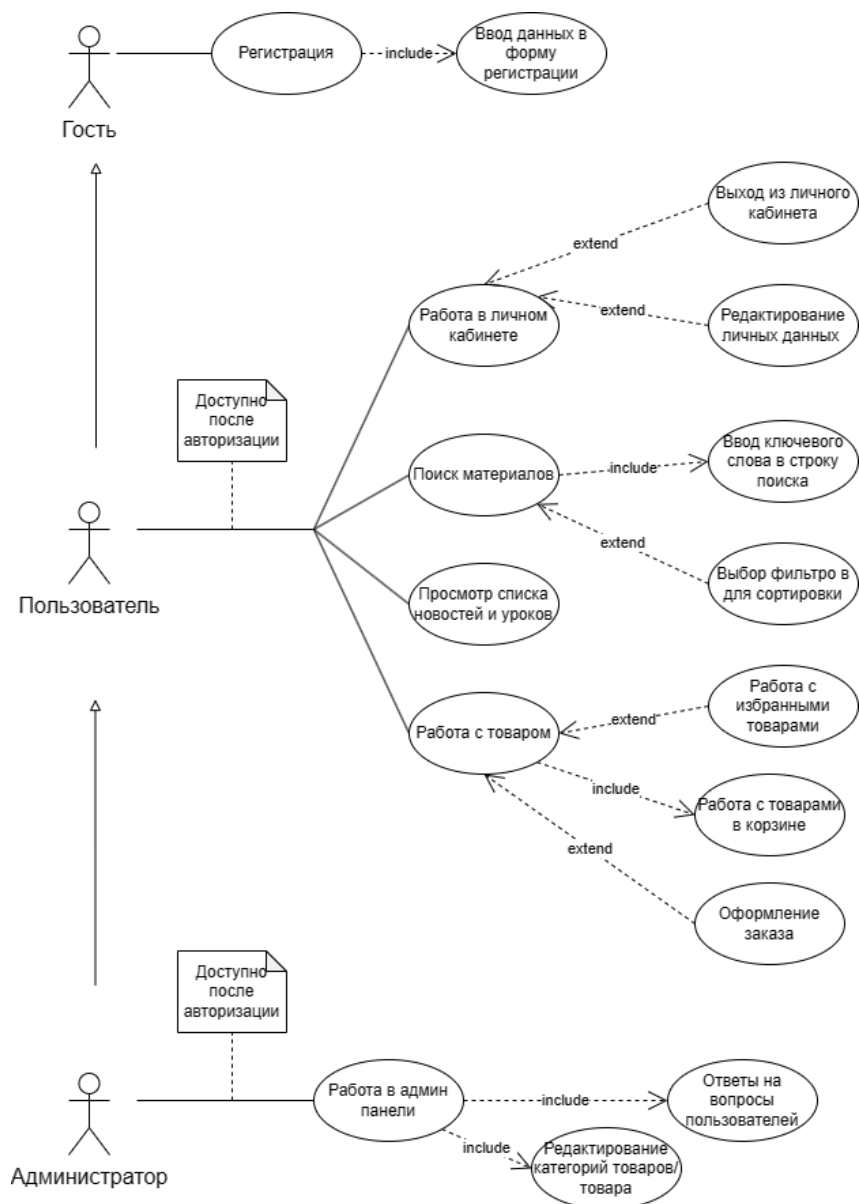 Регистрация
include
Ввод данных в
форму
регистрации
Гость
Выход из личного
кабинета
extend
Работа в личном
кабинете
extend
Редактирование
личных данных
Доступно
после
авторизации
Поиск материалов
include
Ввод ключевого
слова в строку
поиска
extend
Выбор фильтро в
для сортировки
Пользователь
Просмотр списка
новостей и уроков
Работа с товаром
extend
Работа с
избранными
товарами
include
Работа с товарами
в корзине
extend
Оформление
заказа
Доступно
после
авторизации
Работа в админ
панели
include
Ответы на
вопросы
пользователей
include
Редактирование
категорий товаров/
товара
Администратор